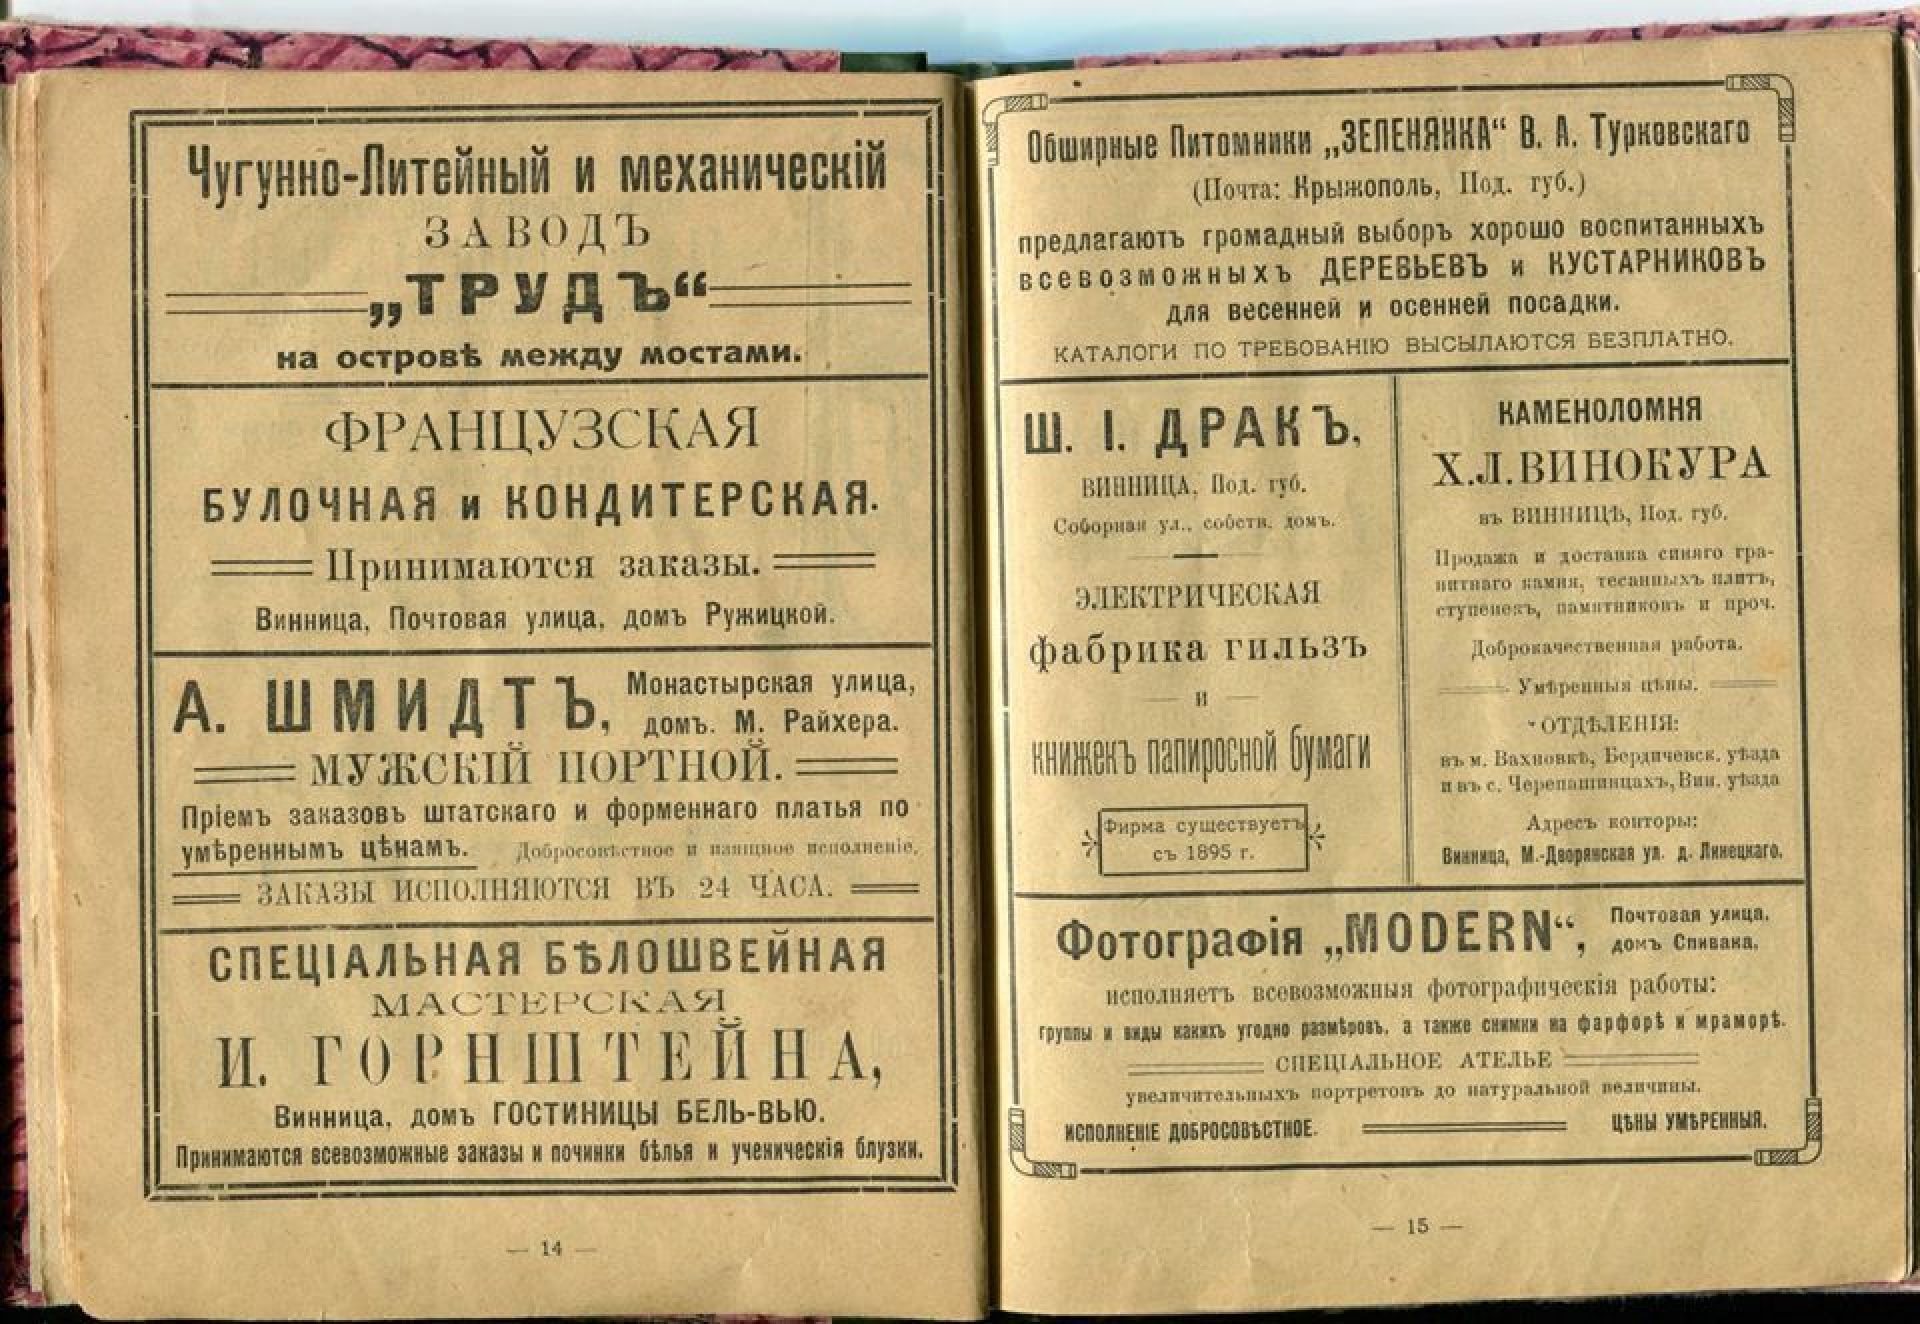 Чугунно-Литейный и механическій
ЗАВОДЪ
„ТРУДЪ“
на островѣ между мостами.
ФРАНЦУЗСКАЯ
БУЛОЧНАЯ и КОНДИТЕРСКАЯ.
Принимаются заказы.
Винница, Почтовая улица, домъ Ружицкой.
А. ШМИДТЪ,
Монастырская улица,
домъ. М. Райхера.
МУЖСКІЙ ПОРТНОЙ.
Пріемъ заказовъ штатскаго и форменнаго платья по
умѣреннымъ цѣнамъ. Добросовѣстное и изящное исполненіе.
ЗАКАЗЫ ИСПОЛНЯЮТСЯ ВЪ 24 ЧАСА.
СПЕЦІАЛЬНАЯ БѢЛОШВЕЙНАЯ
МАСТЕРСКАЯ
И. ГОРНШТЕЙНА,
Винница, домъ ГОСТИНИЦЫ БЕЛЬ-ВЬЮ.
Принимаются всевозможные заказы и починки бѣлья и ученическія блузки.
— 14 —
Обширные Питомники „ЗЕЛЕНЯНКА“ В. А. Турковскаго
(Почта: Крыжополь, Под. губ.)
предлагаютъ громадный выборъ хорошо воспитанныхъ
всевозможныхъ ДЕРЕВЬЕВЪ и КУСТАРНИКОВЪ
для весенней и осенней посадки.
КАТАЛОГИ ПО ТРЕБОВАНІЮ ВЫСЫЛАЮТСЯ БЕЗПЛАТНО.
Ш. І. ДРАКЪ,
ВИННИЦА, Под. губ.
Соборная ул., собств. домъ.
ЭЛЕКТРИЧЕСКАЯ
фабрика гильзъ
и
книжекъ папиросной бумаги
Фирма существуетъ
съ 1895 г.
КАМЕНОЛОМНЯ
Х.Л.ВИНОКУРА
въ ВИННИЦѢ, Под. губ.
Продажа и доставка синяго гра-
нитнаго камня, тесанныхъ плитъ,
ступенекъ, памятниковъ и проч.
Доброкачественная работа.
Умѣренныя цѣны.
ОТДѢЛЕНІЯ:
въ м. Вахновкѣ, Бердичевск. уѣзда
и въ с. Черепашинцахъ, Вин. уѣзда
Адресъ конторы:
Винница, М.-Дворянская ул. д. Линецкаго.
Фотографія „MODERN“,
Почтовая улица,
домъ Спивака.
исполняетъ всевозможныя фотографическія работы:
группы и виды какихъ угодно размѣровъ, а также снимки на фарфорѣ и мраморѣ.
СПЕЦІАЛЬНОЕ АТЕЛЬЕ
увеличительныхъ портретовъ до натуральной величины.
ИСПОЛНЕНІЕ ДОБРОСОВѢСТНОЕ. ЦѢНЫ УМѢРЕННЫЯ.
— 15 —